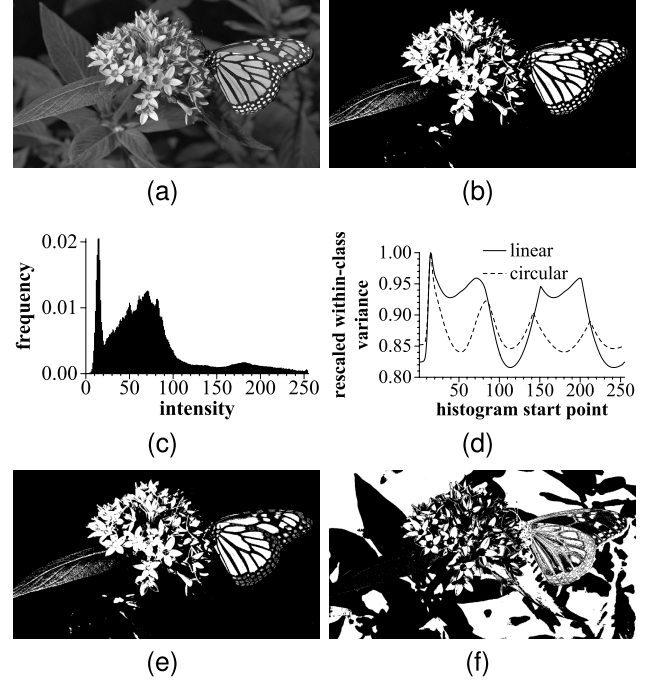 (a)
(b)
0.02
0.01
0.00
frequency
0 50 100 150 200 250
intensity
(c)
1.00
0.95
0.90
0.85
0.80
rescaled within-class
variance
linear
circular
50 100 150 200 250
histogram start point
(d)
(e)
(f)